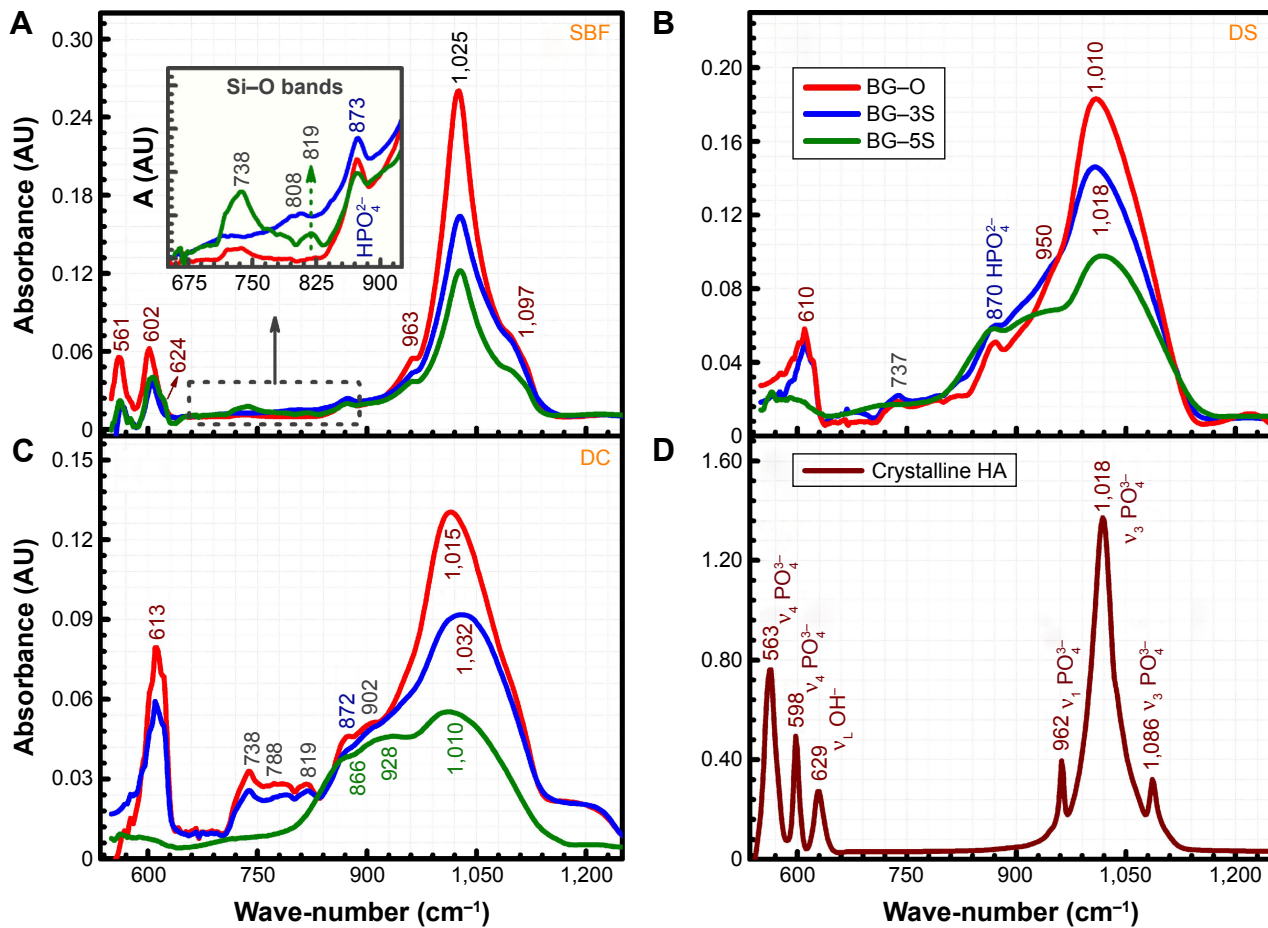 A
SBF
0.30
0.24
0.18
0.12
0.06
0
Absorbance (AU)
561
602
624
963
1,025
1,097
Si–O bands
A (AU)
738
808
819
873
HPO₄²⁻
675
750
825
900
B
DS
0.20
0.16
0.12
0.08
0.04
0
BG–O
BG–3S
BG–5S
610
737
870 HPO₄²⁻
950
1,010
1,018
C
DC
0.15
0.12
0.09
0.06
0.03
0
Absorbance (AU)
613
738
788
819
872
902
866
928
1,015
1,032
1,010
600
750
900
1,050
1,200
Wave-number (cm⁻¹)
D
Crystalline HA
1.60
1.20
0.80
0.40
0
563 ν₄ PO₄³⁻
598 ν₄ PO₄³⁻
629 ν_L OH⁻
962 ν₁ PO₄³⁻
1,018
ν₃ PO₄³⁻
1,086 ν₃ PO₄³⁻
600
750
900
1,050
1,200
Wave-number (cm⁻¹)